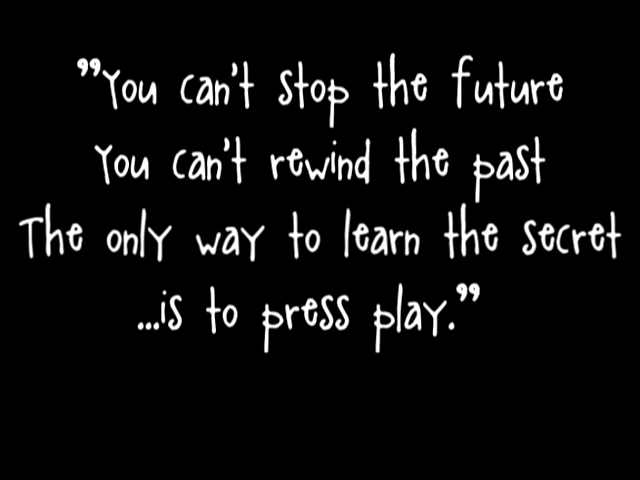 ”You can't stop the future
You can't rewind the past
The only way to learn the secret
...is to press play.”